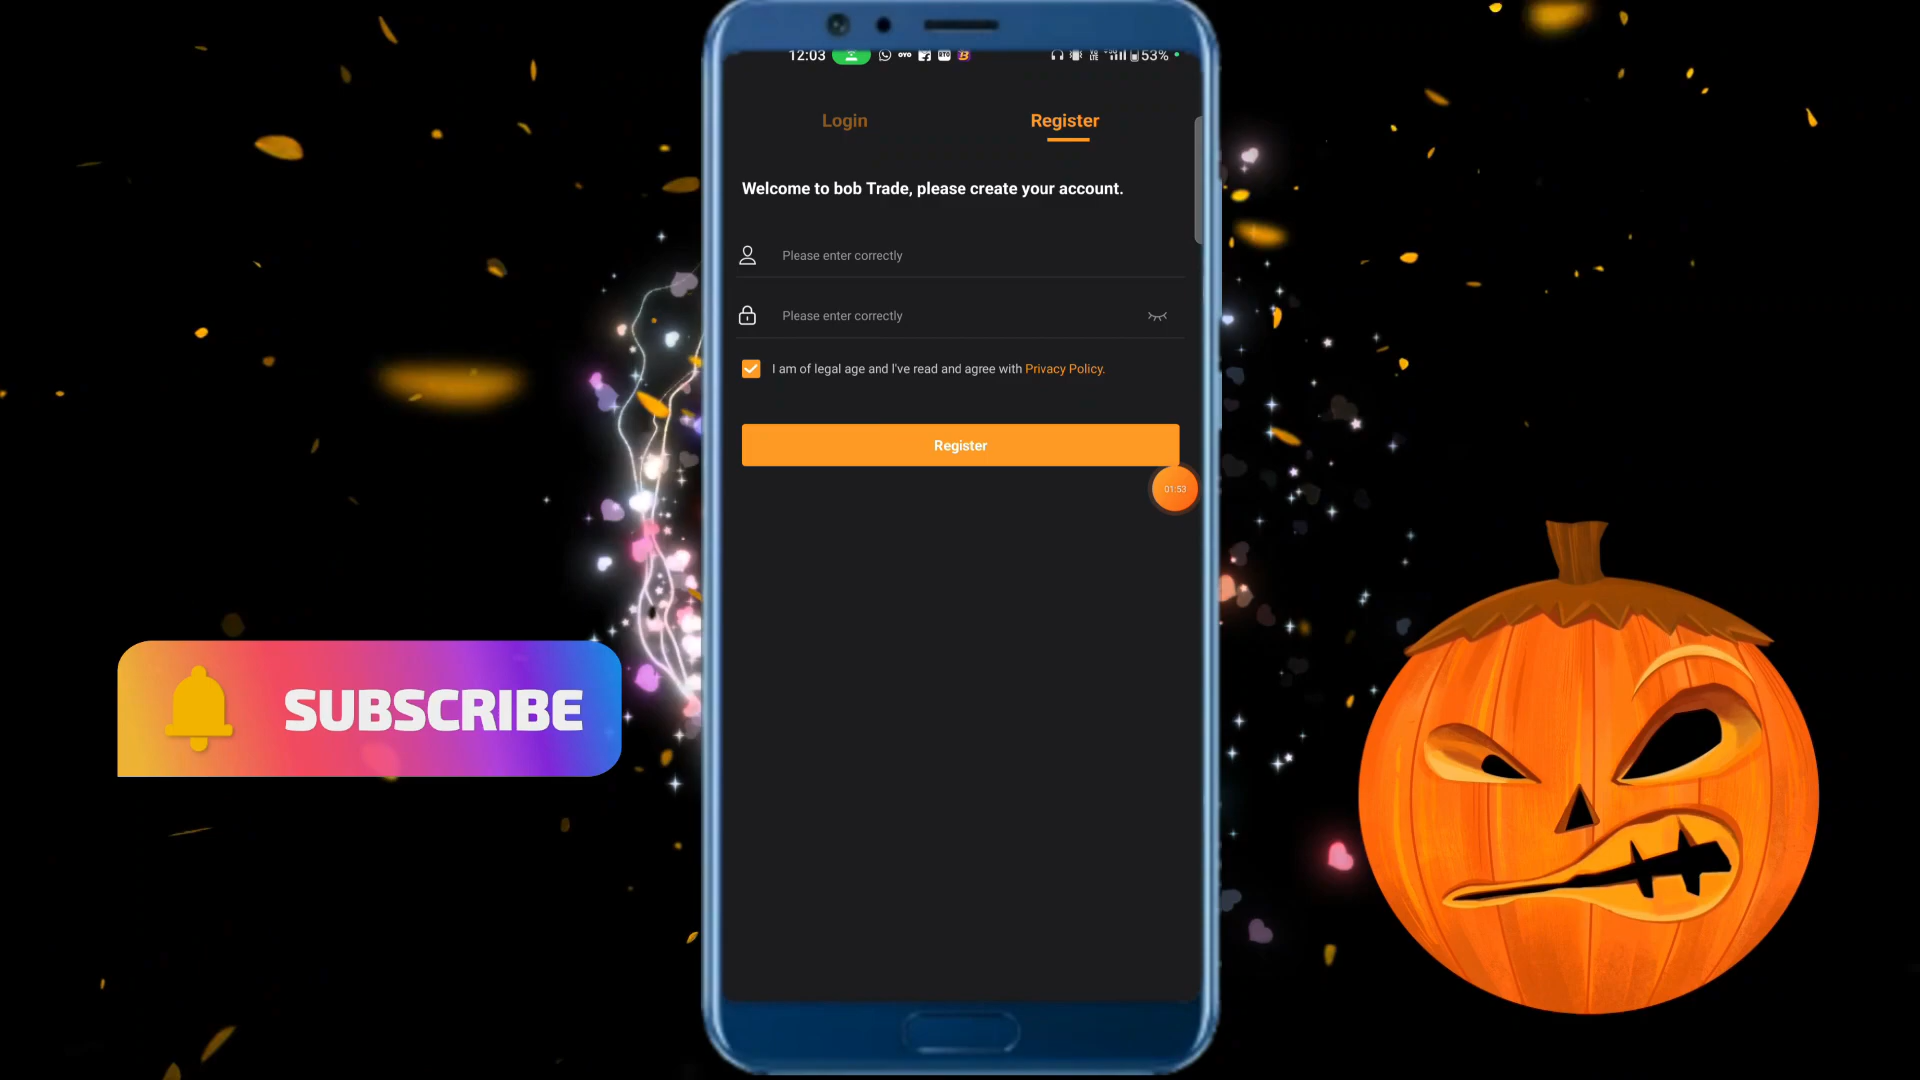 12:03
OYO
B
53%
Login
Register
Welcome to bob Trade, please create your account.
Please enter correctly
Please enter correctly
I am of legal age and I've read and agree with Privacy Policy.
Register
01:53
SUBSCRIBE